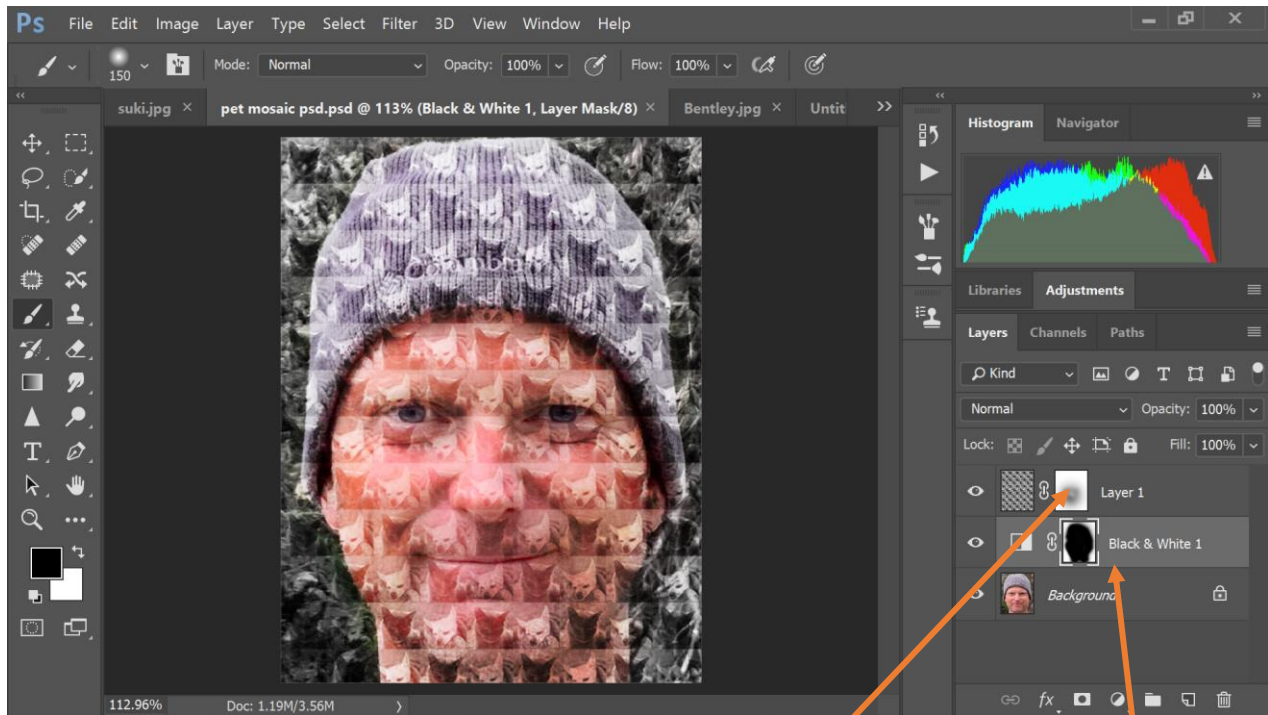 Ps File Edit Image Layer Type Select Filter 3D View Window Help
150 Mode: Normal Opacity: 100% Flow: 100%
suki.jpg × pet mosaic psd.psd @ 113% (Black & White 1, Layer Mask/8) × Bentley.jpg × Untit >>
Histogram Navigator
Libraries Adjustments
Layers Channels Paths
Kind
Normal Opacity: 100%
Lock: Fill: 100%
Layer 1
Black & White 1
Background
fx
112.96% Doc: 1.19M/3.56M